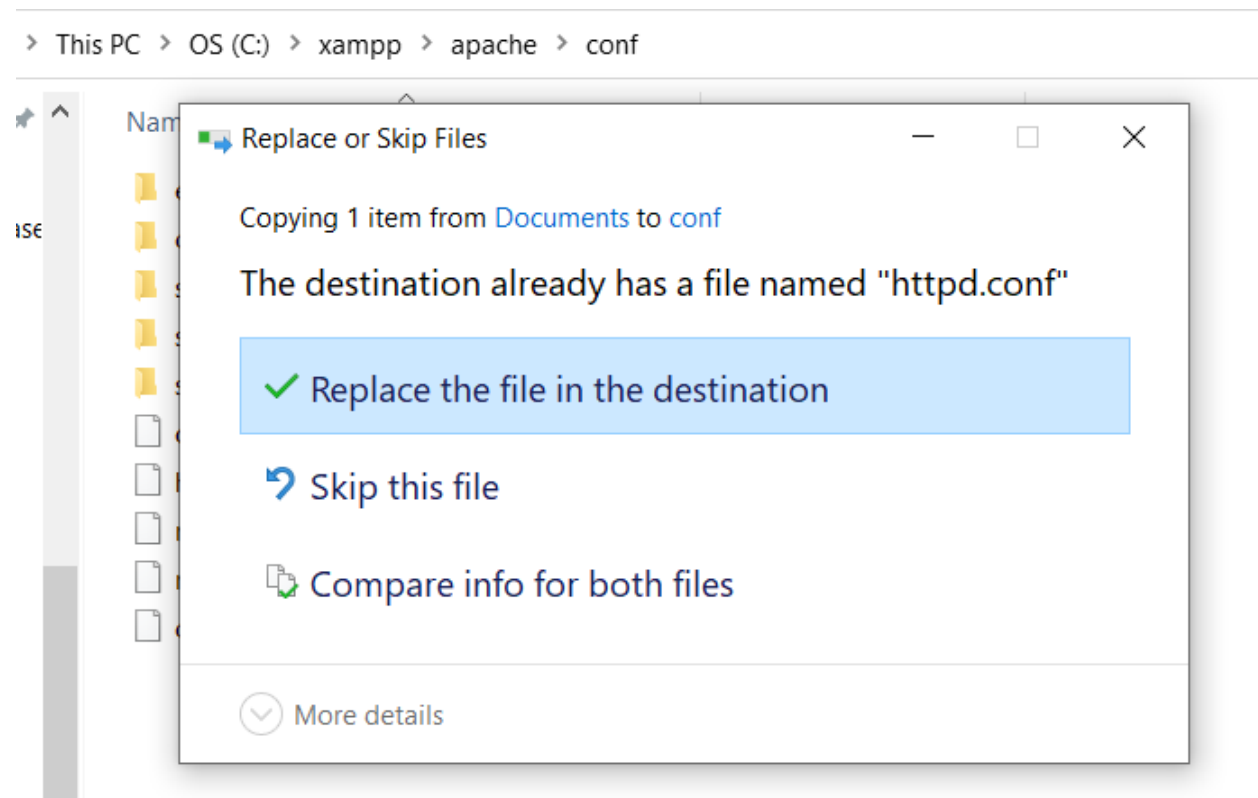 > This PC > OS (C:) > xampp > apache > conf
Replace or Skip Files
Copying 1 item from Documents to conf
The destination already has a file named "httpd.conf"
Replace the file in the destination
Skip this file
Compare info for both files
More details